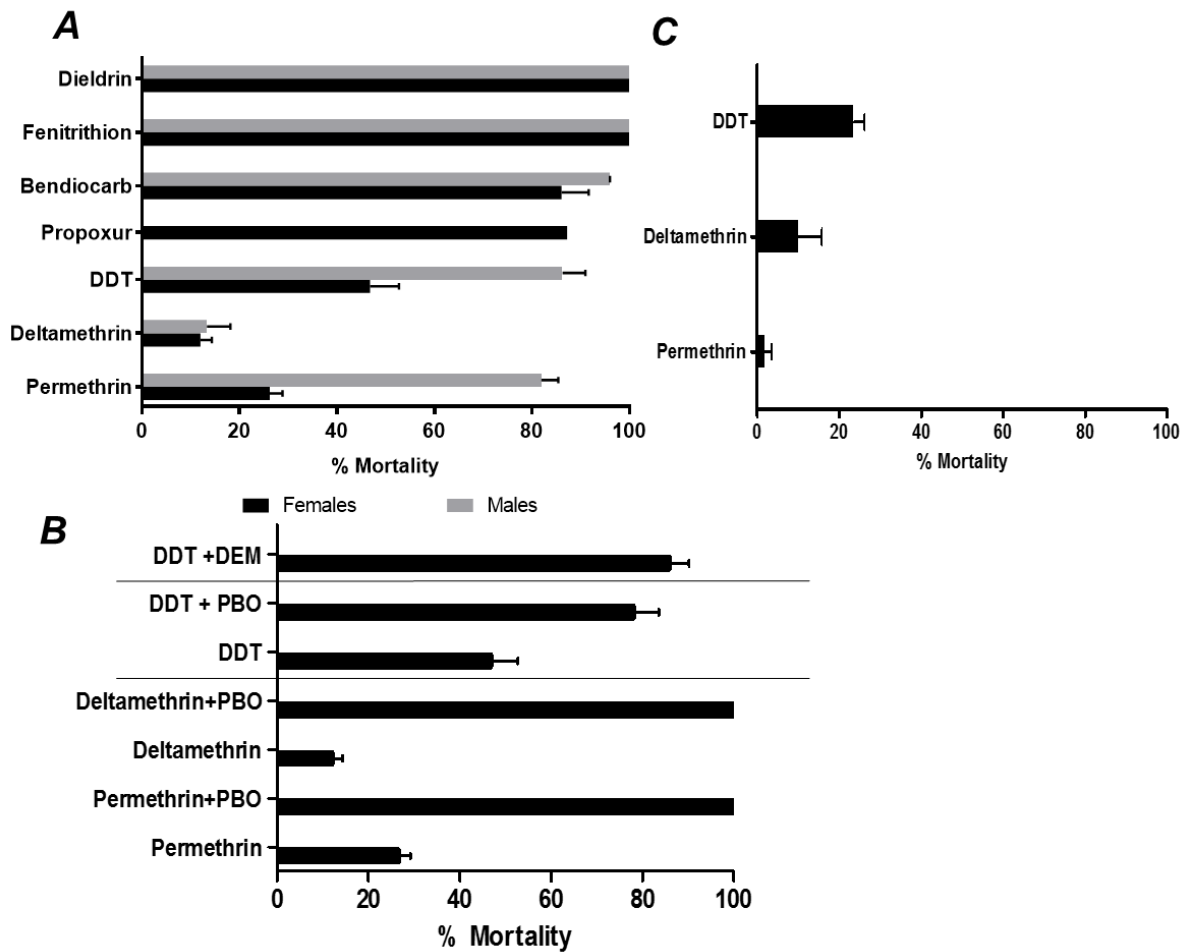 A
Dieldrin
Fenitrithion
Bendiocarb
Propoxur
DDT
Deltamethrin
Permethrin
0 20 40 60 80 100
% Mortality
C
DDT
Deltamethrin
Permethrin
0 20 40 60 80 100
% Mortality
Females Males
B
DDT +DEM
DDT + PBO
DDT
Deltamethrin+PBO
Deltamethrin
Permethrin+PBO
Permethrin
0 20 40 60 80 100
% Mortality